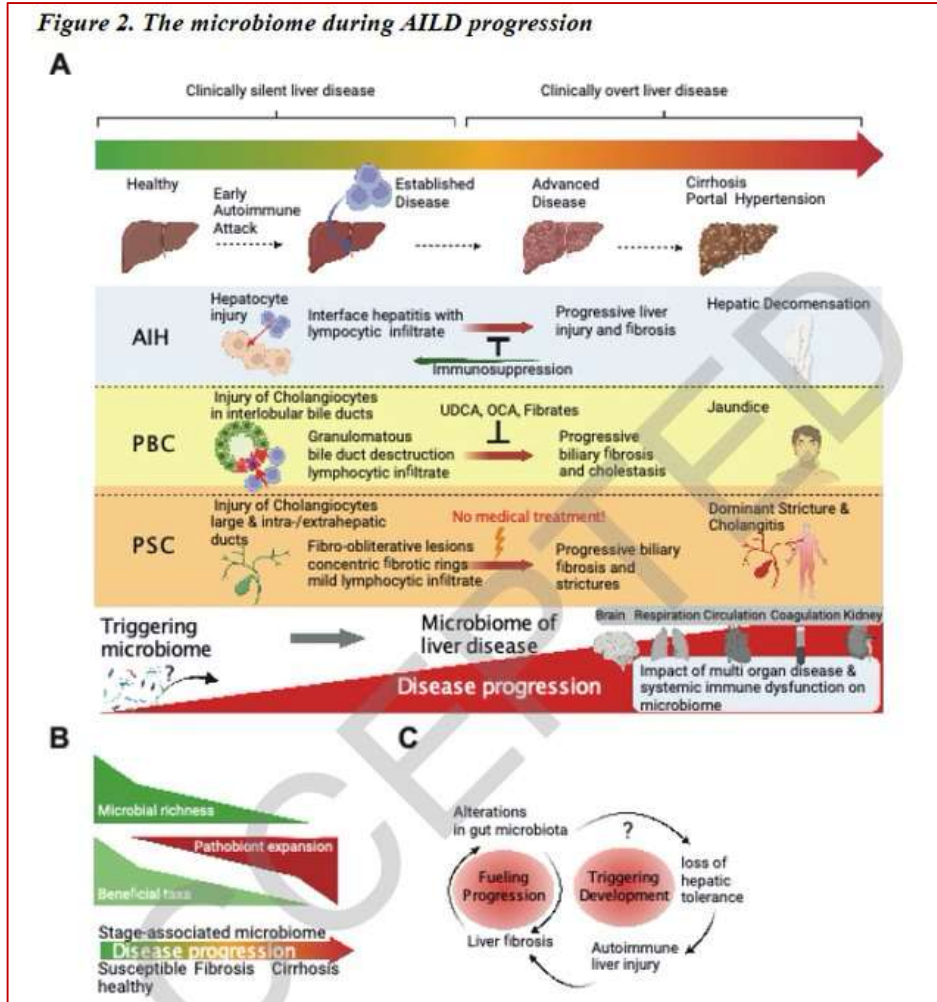 Figure 2. The microbiome during AILD progression
A
Clinically silent liver disease
Clinically overt liver disease
Healthy
Early
Autoimmune
Attack
Established
Disease
Advanced
Disease
Cirrhosis
Portal Hypertension
AIH
Hepatocyte
injury
Interface hepatitis with
lympocytic infiltrate
Progressive liver
injury and fibrosis
Immunosuppression
Hepatic Decomensation
PBC
Injury of Cholangiocytes
in interlobular bile ducts
Granulomatous
bile duct desctruction
lymphocytic infiltrate
UDCA, OCA, Fibrates
Progressive
biliary fibrosis
and cholestasis
Jaundice
PSC
Injury of Cholangiocytes
large & intra-/extrahepatic
ducts
Fibro-obliterative lesions
concentric fibrotic rings
mild lymphocytic infiltrate
No medical treatment!
Progressive biliary
fibrosis and
strictures
Dominant Stricture &
Cholangitis
Triggering
microbiome
?
Microbiome of
liver disease
Disease progression
Brain Respiration Circulation Coagulation Kidney
Impact of multi organ disease &
systemic immune dysfunction on
microbiome
B
Microbial richness
Pathobiont expansion
Beneficial taxa
Stage-associated microbiome
Disease progression
Susceptible Fibrosis Cirrhosis
healthy
C
Alterations
in gut microbiota
?
Fueling
Progression
Triggering
Development
loss of
hepatic
tolerance
Liver fibrosis
Autoimmune
liver injury
CCEPTED